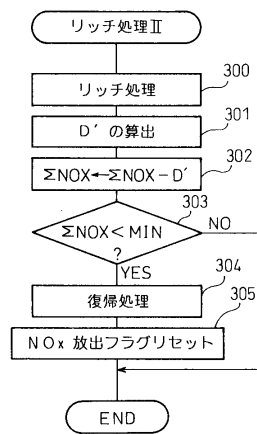 リッチ処理Ⅱ
リッチ処理
300
D′の算出
301
ΣNOX←ΣNOX-D′
302
ΣNOX<MIN
?
303
NO
YES
復帰処理
304
NOx 放出フラグリセット
305
END